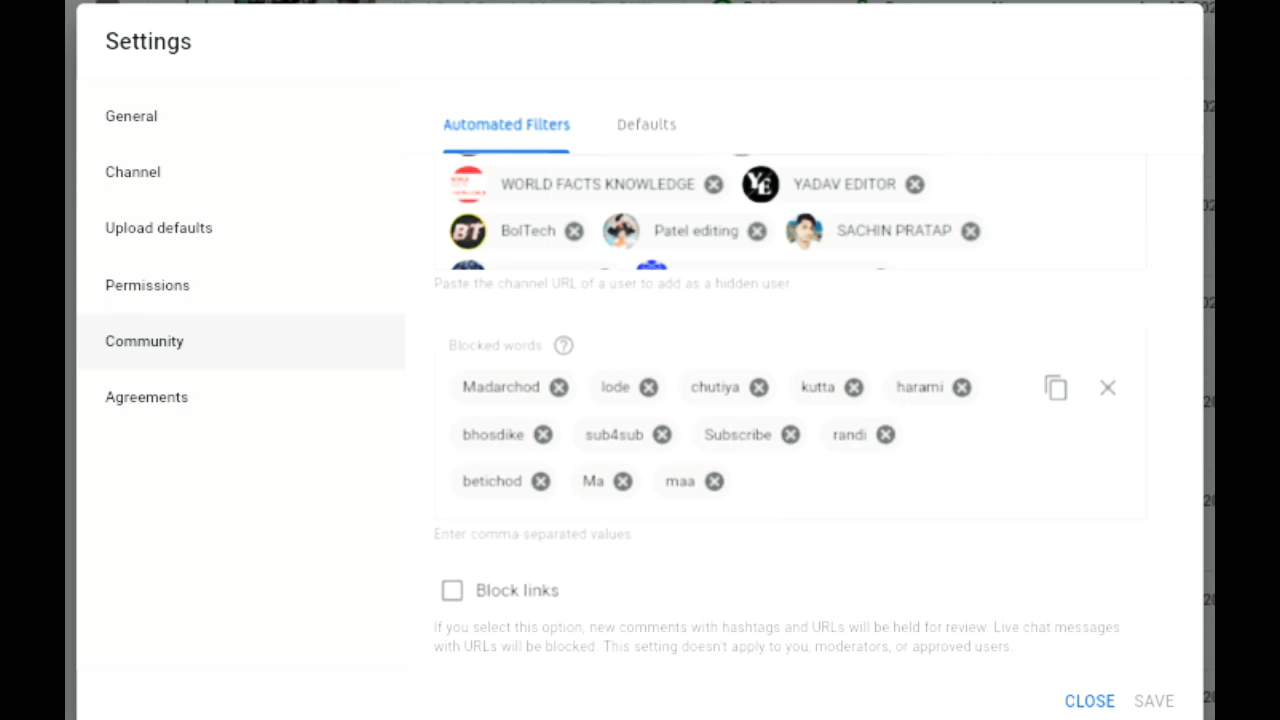 Settings
General
Channel
Upload defaults
Permissions
Community
Agreements
Automated Filters Defaults
WORLD FACTS KNOWLEDGE YE YADAV EDITOR
BT BolTech Patel editing SACHIN PRATAP
Paste the channel URL of a user to add as a hidden user
Blocked words ?
Madarchod lode chutiya kutta harami
bhosdike sub4sub Subscribe randi
betichod Ma maa
Enter comma-separated values
Block links
If you select this option, new comments with hashtags and URLs will be held for review. Live chat messages
with URLs will be blocked. This setting doesn't apply to you, moderators, or approved users.
CLOSE SAVE